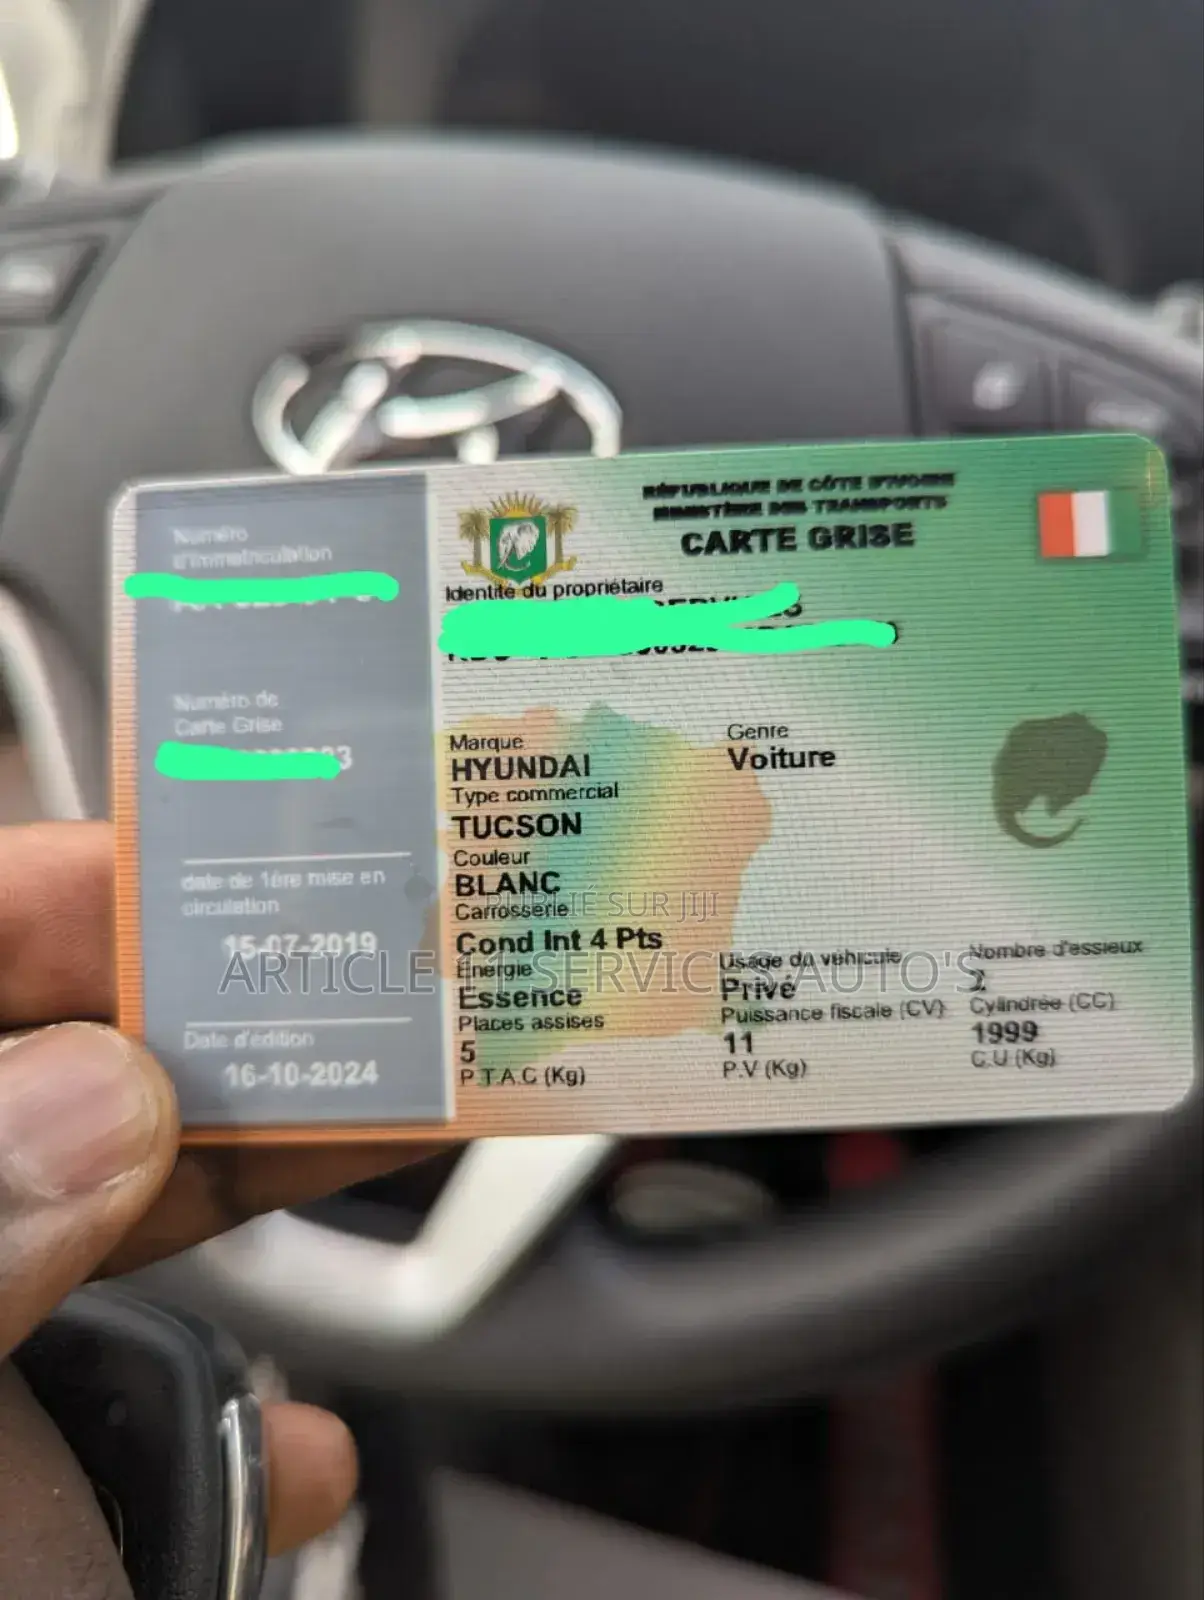 RÉPUBLIQUE DE CÔTE D'IVOIRE
MINISTÈRE DES TRANSPORTS
CARTE GRISE
Numéro
d'Immatriculation
Numéro de
Carte Grise
3
date de 1ère mise en
circulation
15-07-2019
Date d'édition
16-10-2024
Identité du propriétaire
Marque
HYUNDAI
Genre
Voiture
Type commercial
TUCSON
Couleur
BLANC
Carrosserie
Cond Int 4 Pts
Energie
Essence
Usage du véhicule
Privé
Nombre d'essieux
2
Places assises
5
Puissance fiscale (CV)
11
Cylindrée (CC)
1999
P.T.A.C (Kg)
P.V (Kg)
C.U (Kg)
PUBLIÉ SUR JIJI
ARTICLE 11 SERVICES AUTO'S